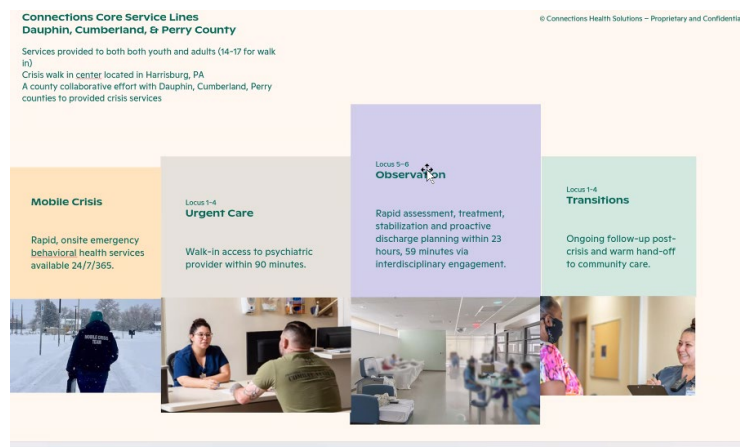 Connections Core Service Lines
Dauphin, Cumberland, & Perry County
© Connections Health Solutions – Proprietary and Confidentia
Services provided to both both youth and adults (14-17 for walk
in)
Crisis walk in center located in Harrisburg, PA
A county collaborative effort with Dauphin, Cumberland, Perry
counties to provided crisis services
Mobile Crisis
Rapid, onsite emergency
behavioral health services
available 24/7/365.
Locus 1-4
Urgent Care
Walk-in access to psychiatric
provider within 90 minutes.
Locus 5-6
Observation
Rapid assessment, treatment,
stabilization and proactive
discharge planning within 23
hours, 59 minutes via
interdisciplinary engagement.
Locus 1-4
Transitions
Ongoing follow-up post-
crisis and warm hand-off
to community care.
MOBILE CRISIS
TEAM